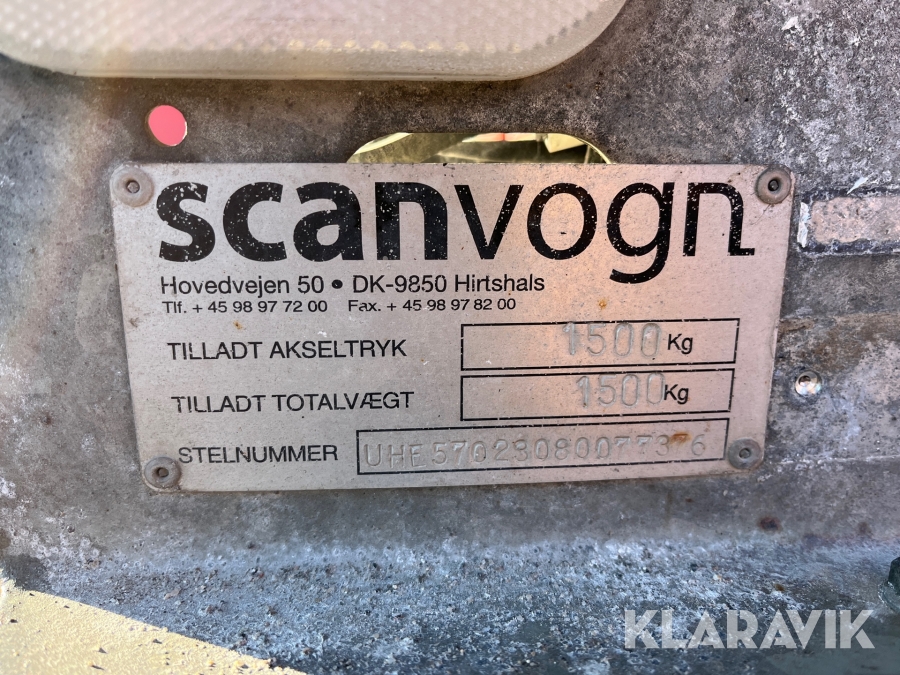 scanvogn
Hovedvejen 50 • DK-9850 Hirtshals
Tlf. + 45 98 97 72 00 Fax. + 45 98 97 82 00
TILLADT AKSELTRYK 1500 Kg
TILLADT TOTALVÆGT 1500 Kg
STELNUMMER
KLARAVIK